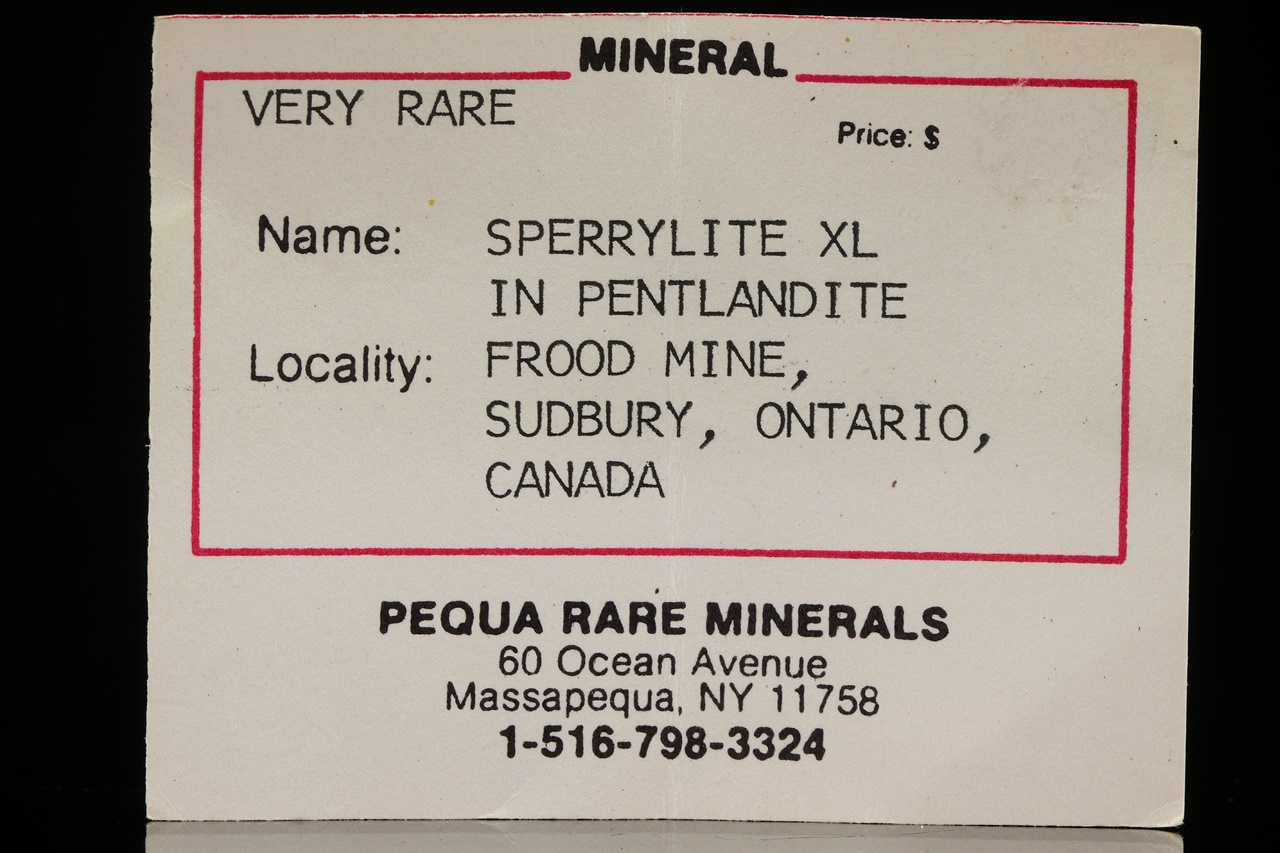 MINERAL
VERY RARE
Price: $
Name: SPERRYLITE XL
IN PENTLANDITE
Locality: FROOD MINE,
SUDBURY, ONTARIO,
CANADA
PEQUA RARE MINERALS
60 Ocean Avenue
Massapequa, NY 11758
1-516-798-3324